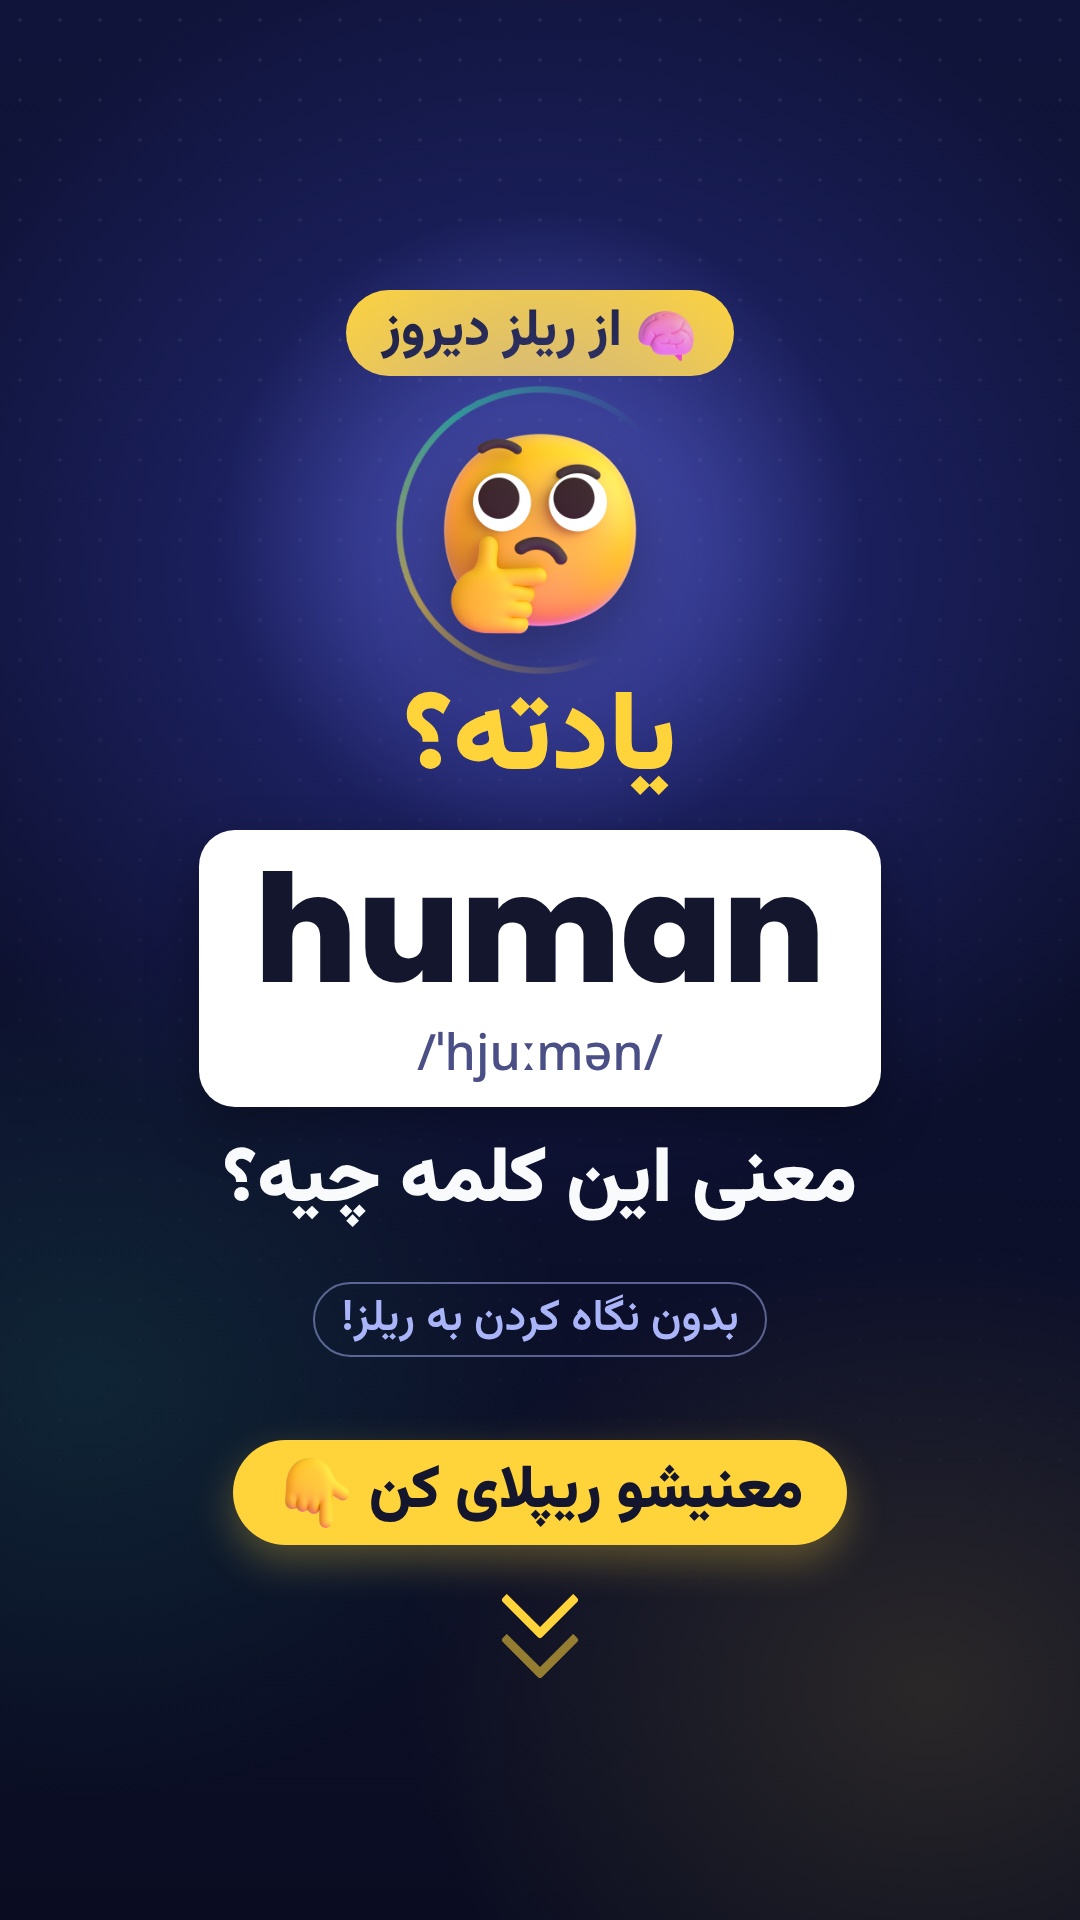 از ریلز دیروز
یادته؟
human
/ˈhjuːmən/
معنی این کلمه چیه؟
بدون نگاه کردن به ریلز!
معنیشو ریپلای کن